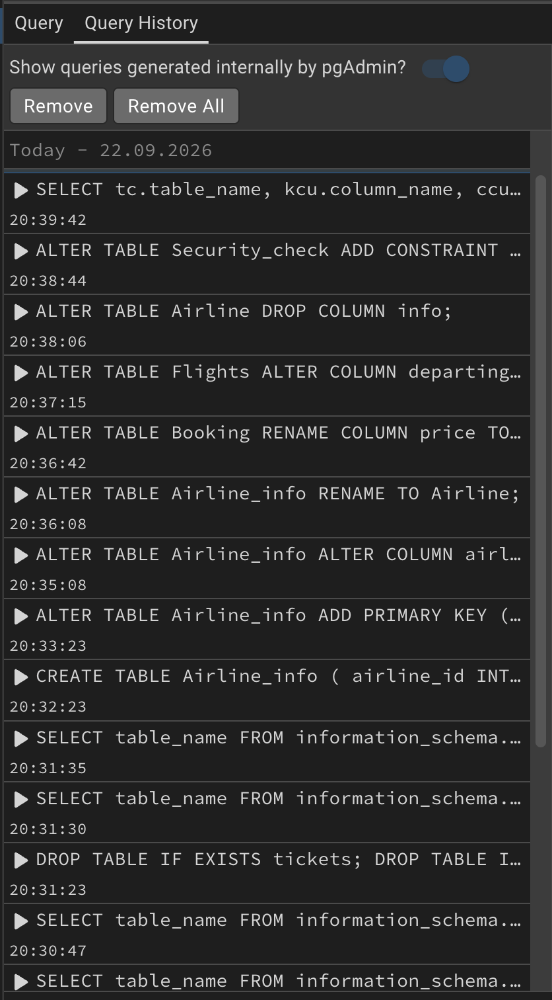 Query Query History
Show queries generated internally by pgAdmin?
Remove Remove All
Today - 22.09.2026
SELECT tc.table_name, kcu.column_name, ccu…
20:39:42
ALTER TABLE Security_check ADD CONSTRAINT …
20:38:44
ALTER TABLE Airline DROP COLUMN info;
20:38:06
ALTER TABLE Flights ALTER COLUMN departing…
20:37:15
ALTER TABLE Booking RENAME COLUMN price TO…
20:36:42
ALTER TABLE Airline_info RENAME TO Airline;
20:36:08
ALTER TABLE Airline_info ALTER COLUMN airl…
20:35:08
ALTER TABLE Airline_info ADD PRIMARY KEY (…
20:33:23
CREATE TABLE Airline_info ( airline_id INT…
20:32:23
SELECT table_name FROM information_schema.…
20:31:35
SELECT table_name FROM information_schema.…
20:31:30
DROP TABLE IF EXISTS tickets; DROP TABLE I…
20:31:23
SELECT table_name FROM information_schema.…
20:30:47
SELECT table_name FROM information_schema.…